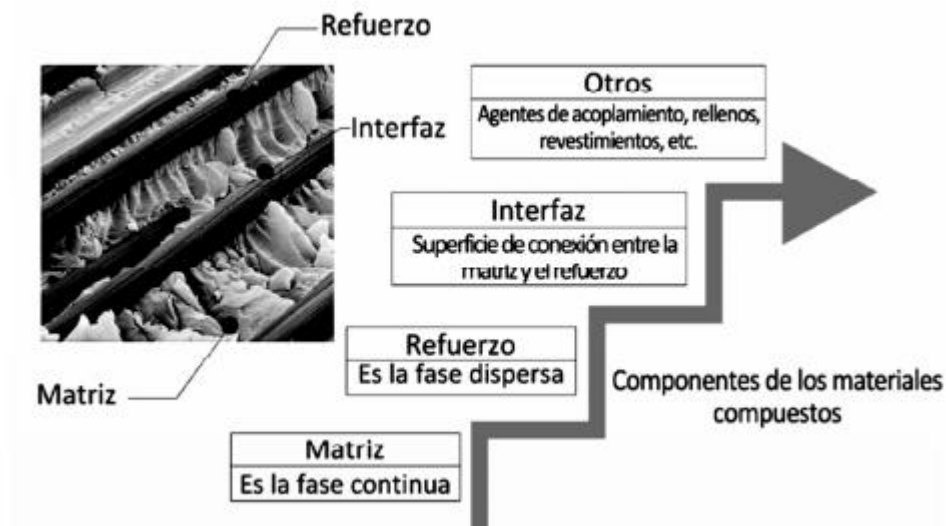 Refuerzo
Interfaz
Matriz
Otros
Agentes de acoplamiento, rellenos,
revestimientos, etc.
Interfaz
Superficie de conexión entre la
matriz y el refuerzo
Refuerzo
Es la fase dispersa
Matriz
Es la fase continua
Componentes de los materiales
compuestos